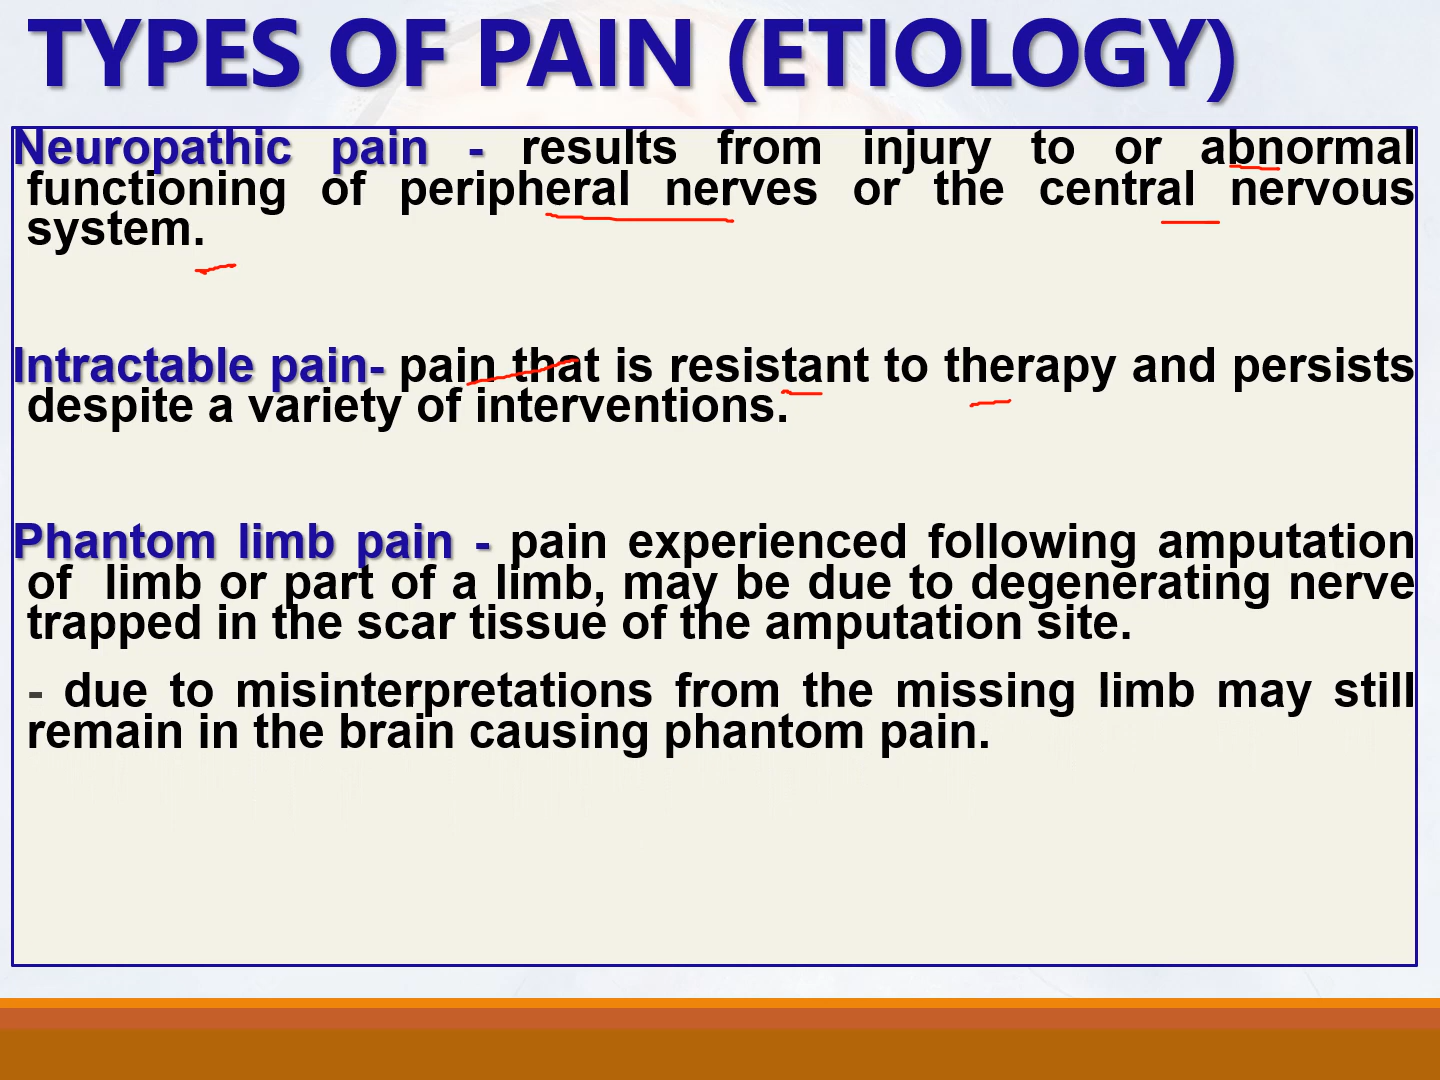 TYPES OF PAIN (ETIOLOGY)
Neuropathic pain - results from injury to or abnormal
functioning of peripheral nerves or the central nervous
system.
Intractable pain- pain that is resistant to therapy and persists
despite a variety of interventions.
Phantom limb pain - pain experienced following amputation
of limb or part of a limb, may be due to degenerating nerve
trapped in the scar tissue of the amputation site.
- due to misinterpretations from the missing limb may still
remain in the brain causing phantom pain.